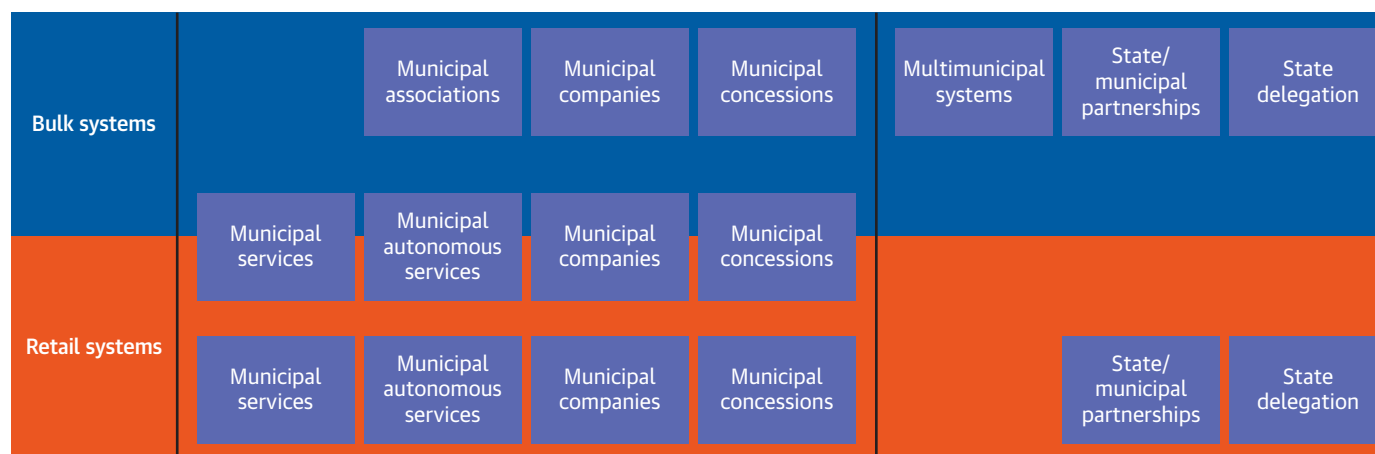 Bulk systems
Municipal
associations
Municipal
companies
Municipal
concessions
Multimunicipal
systems
State/
municipal
partnerships
State
delegation
Municipal
services
Municipal
autonomous
services
Municipal
companies
Municipal
concessions
Retail systems
Municipal
services
Municipal
autonomous
services
Municipal
companies
Municipal
concessions
State/
municipal
partnerships
State
delegation